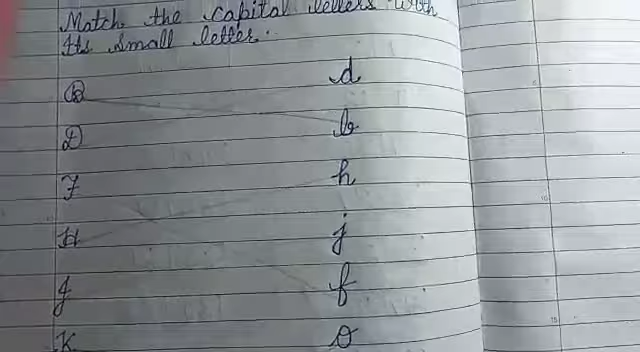 Match the capital letters with
its small letter.
B d
D b
F h
H j
J f
K o